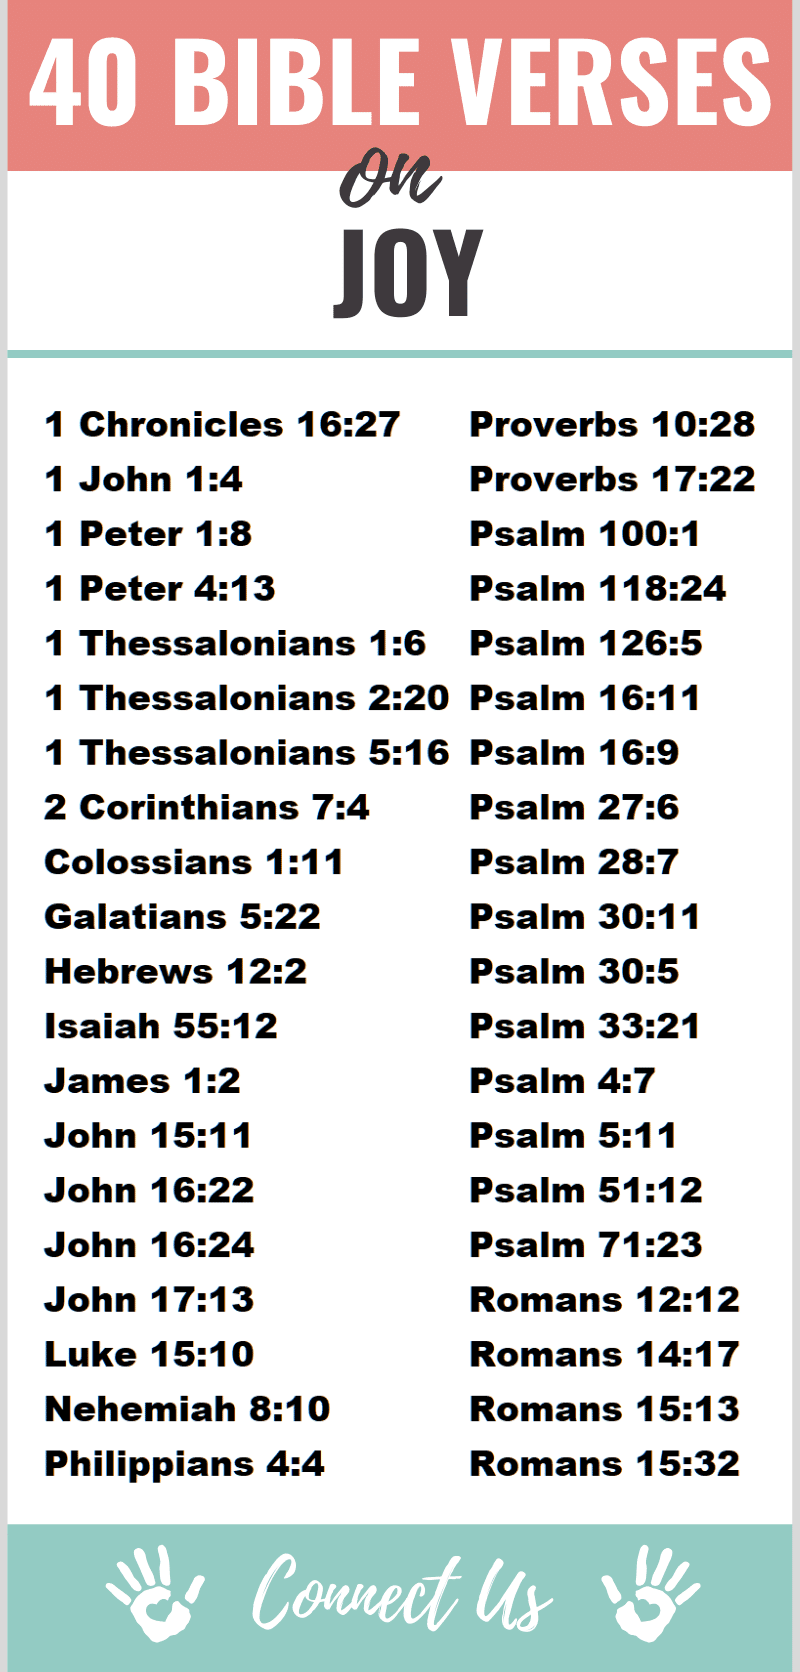 40 BIBLE VERSES
on
JOY
1 Chronicles 16:27
1 John 1:4
1 Peter 1:8
1 Peter 4:13
1 Thessalonians 1:6
1 Thessalonians 2:20
1 Thessalonians 5:16
2 Corinthians 7:4
Colossians 1:11
Galatians 5:22
Hebrews 12:2
Isaiah 55:12
James 1:2
John 15:11
John 16:22
John 16:24
John 17:13
Luke 15:10
Nehemiah 8:10
Philippians 4:4
Proverbs 10:28
Proverbs 17:22
Psalm 100:1
Psalm 118:24
Psalm 126:5
Psalm 16:11
Psalm 16:9
Psalm 27:6
Psalm 28:7
Psalm 30:11
Psalm 30:5
Psalm 33:21
Psalm 4:7
Psalm 5:11
Psalm 51:12
Psalm 71:23
Romans 12:12
Romans 14:17
Romans 15:13
Romans 15:32
Connect Us